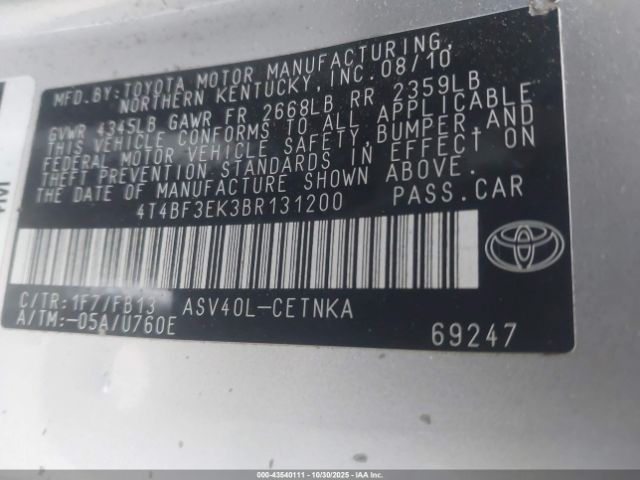 MFD.BY:TOYOTA MOTOR MANUFACTURING,
NORTHERN KENTUCKY,INC.08/10
GVWR 4345LB GAWR FR 2668LB RR 2359LB
THIS VEHICLE CONFORMS TO ALL APPLICABLE
FEDERAL MOTOR VEHICLE SAFETY,BUMPER,AND
THEFT PREVENTION STANDARDS IN EFFECT ON
THE DATE OF MANUFACTURE SHOWN ABOVE.
4T4BF3EK3BR131200 PASS.CAR
C/TR:1F7/FB13 ASV40L-CETNKA
A/TM:-05A/U760E
69247
000-43540111 - 10/30/2025 - IAA Inc.